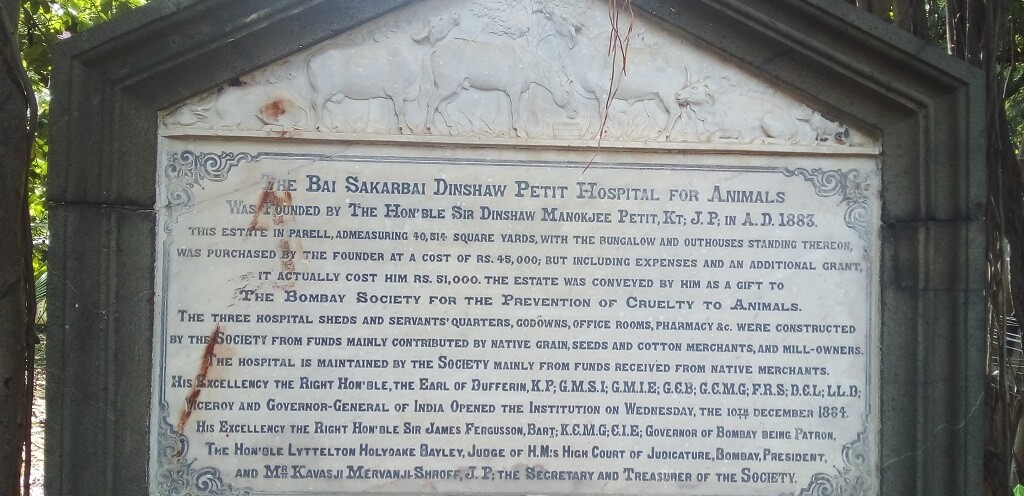 The Bai Sakarbai Dinshaw Petit Hospital for Animals
Was Founded by The Hon'ble Sir Dinshaw Manokjee Petit, Kt; J.P; in A.D. 1883.
This estate in Parell, admeasuring 40,514 square yards, with the bungalow and outhouses standing thereon,
was purchased by the founder at a cost of Rs. 45,000; but including expenses and an additional grant,
it actually cost him Rs. 51,000. The estate was conveyed by him as a gift to
The Bombay Society for the Prevention of Cruelty to Animals.
The three hospital sheds and servants' quarters, godowns, office rooms, pharmacy &c. were constructed
by the Society from funds mainly contributed by native grain, seeds and cotton merchants, and mill-owners.
The hospital is maintained by the Society mainly from funds received from native merchants.
His Excellency the Right Hon'ble, the Earl of Dufferin, K.P; G.M.S.I; G.M.I.E; G.C.B; G.C.M.G; F.R.S; D.C.L; LL.D;
Viceroy and Governor-General of India Opened the Institution on Wednesday, the 10th December 1884.
His Excellency the Right Hon'ble Sir James Fergusson, Bart; K.C.M.G; C.I.E; Governor of Bombay being Patron,
The Hon'ble Lyttelton Holyoake Bayley, Judge of H.M:s High Court of Judicature, Bombay, President,
and Mr Kavasji Mervanji Shroff, J.P; the Secretary and Treasurer of the Society.